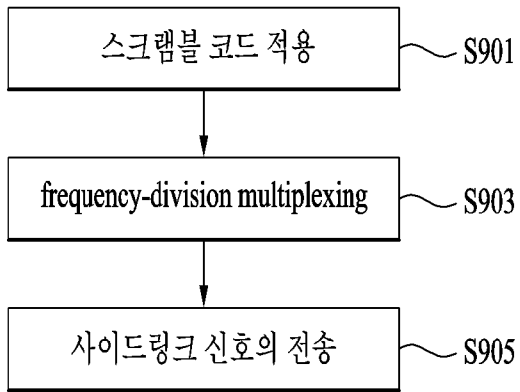 스크램블 코드 적용
S901
frequency-division multiplexing
S903
사이드링크 신호의 전송
S905